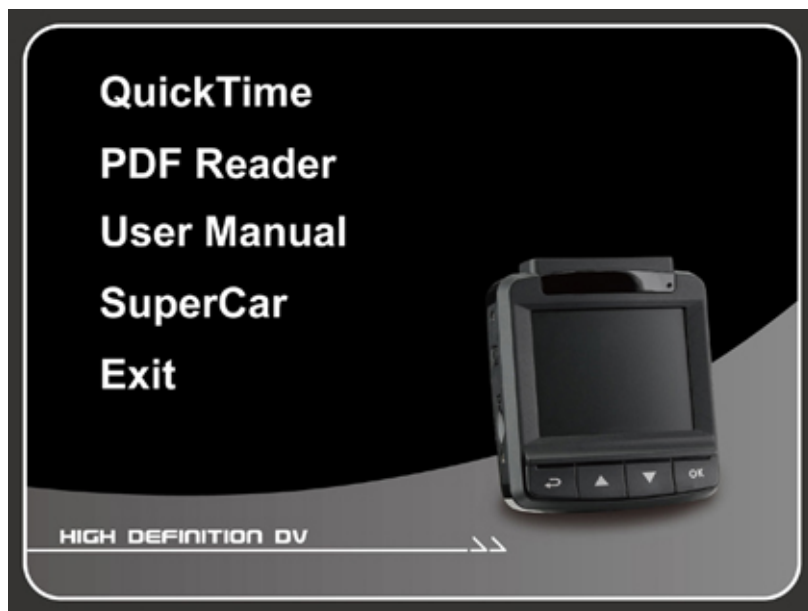 QuickTime
PDF Reader
User Manual
SuperCar
Exit
OK
HIGH DEFINITION DV